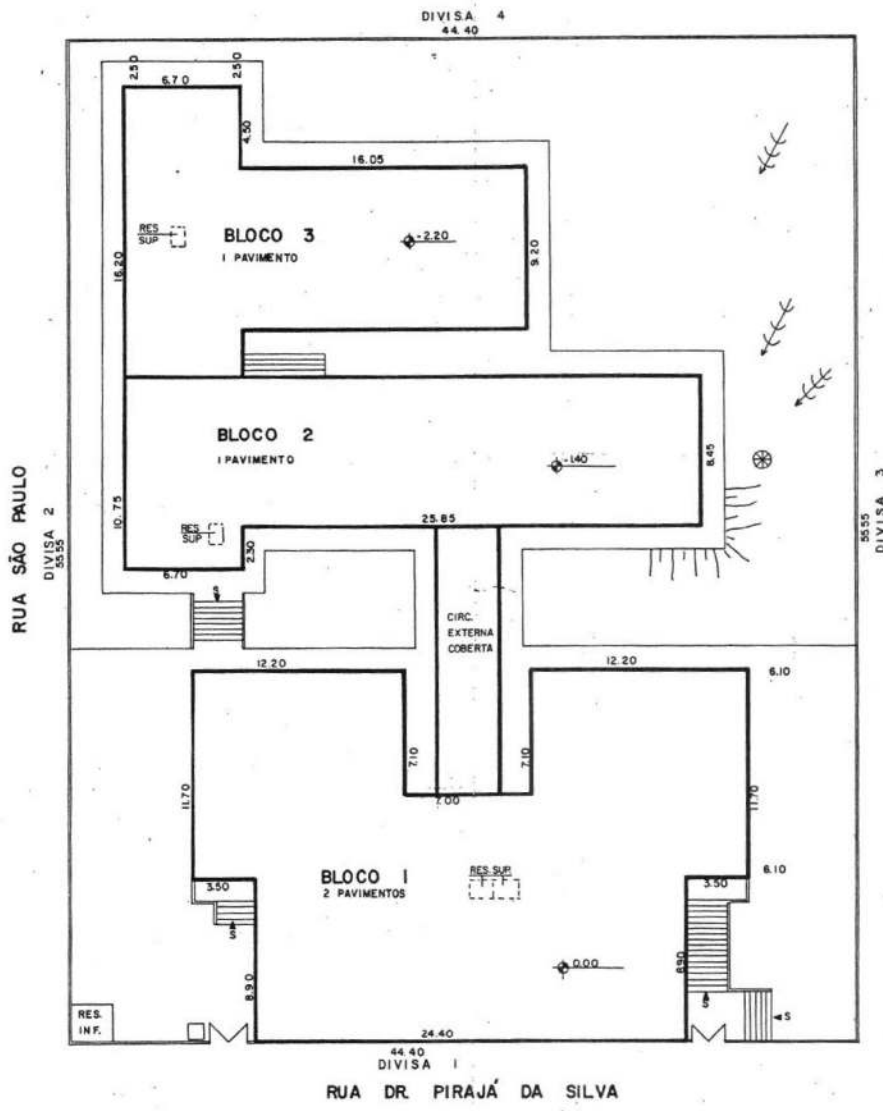 DIVISA 4
44.40
2.50
6.70
2.50
4.50
16.05
RES
SUP
BLOCO 3
1 PAVIMENTO
-2.20
9.20
16.20
BLOCO 2
1 PAVIMENTO
-1.40
8.45
10.75
RES
SUP
25.85
2.30
6.70
S
RUA SÃO PAULO
DIVISA 2
55.55
DIVISA 3
55.55
CIRC.
EXTERNA
COBERTA
12.20
12.20
6.10
7.10
7.10
7.00
11.70
11.70
3.50
BLOCO 1
2 PAVIMENTOS
RES. SUP.
3.50
6.10
S
8.90
0.00
8.90
S
S
RES.
INF.
24.40
44.40
DIVISA 1
RUA DR. PIRAJÁ DA SILVA